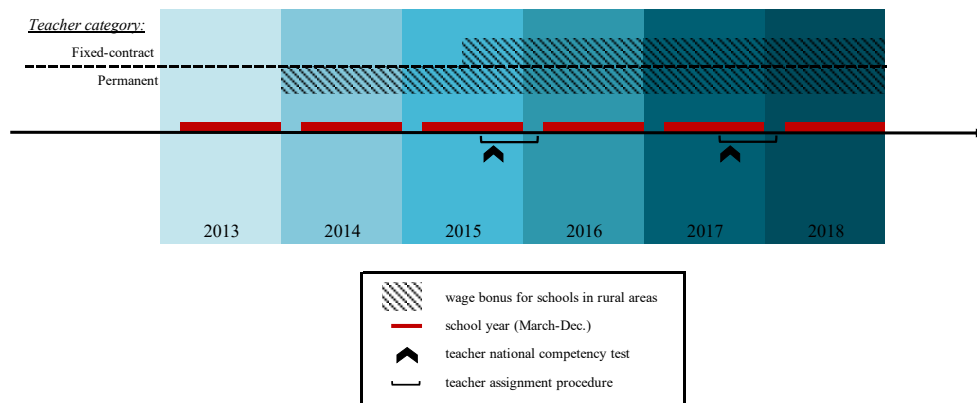 Teacher category:
Fixed-contract
Permanent
2013 2014 2015 2016 2017 2018
wage bonus for schools in rural areas
school year (March-Dec.)
teacher national competency test
teacher assignment procedure